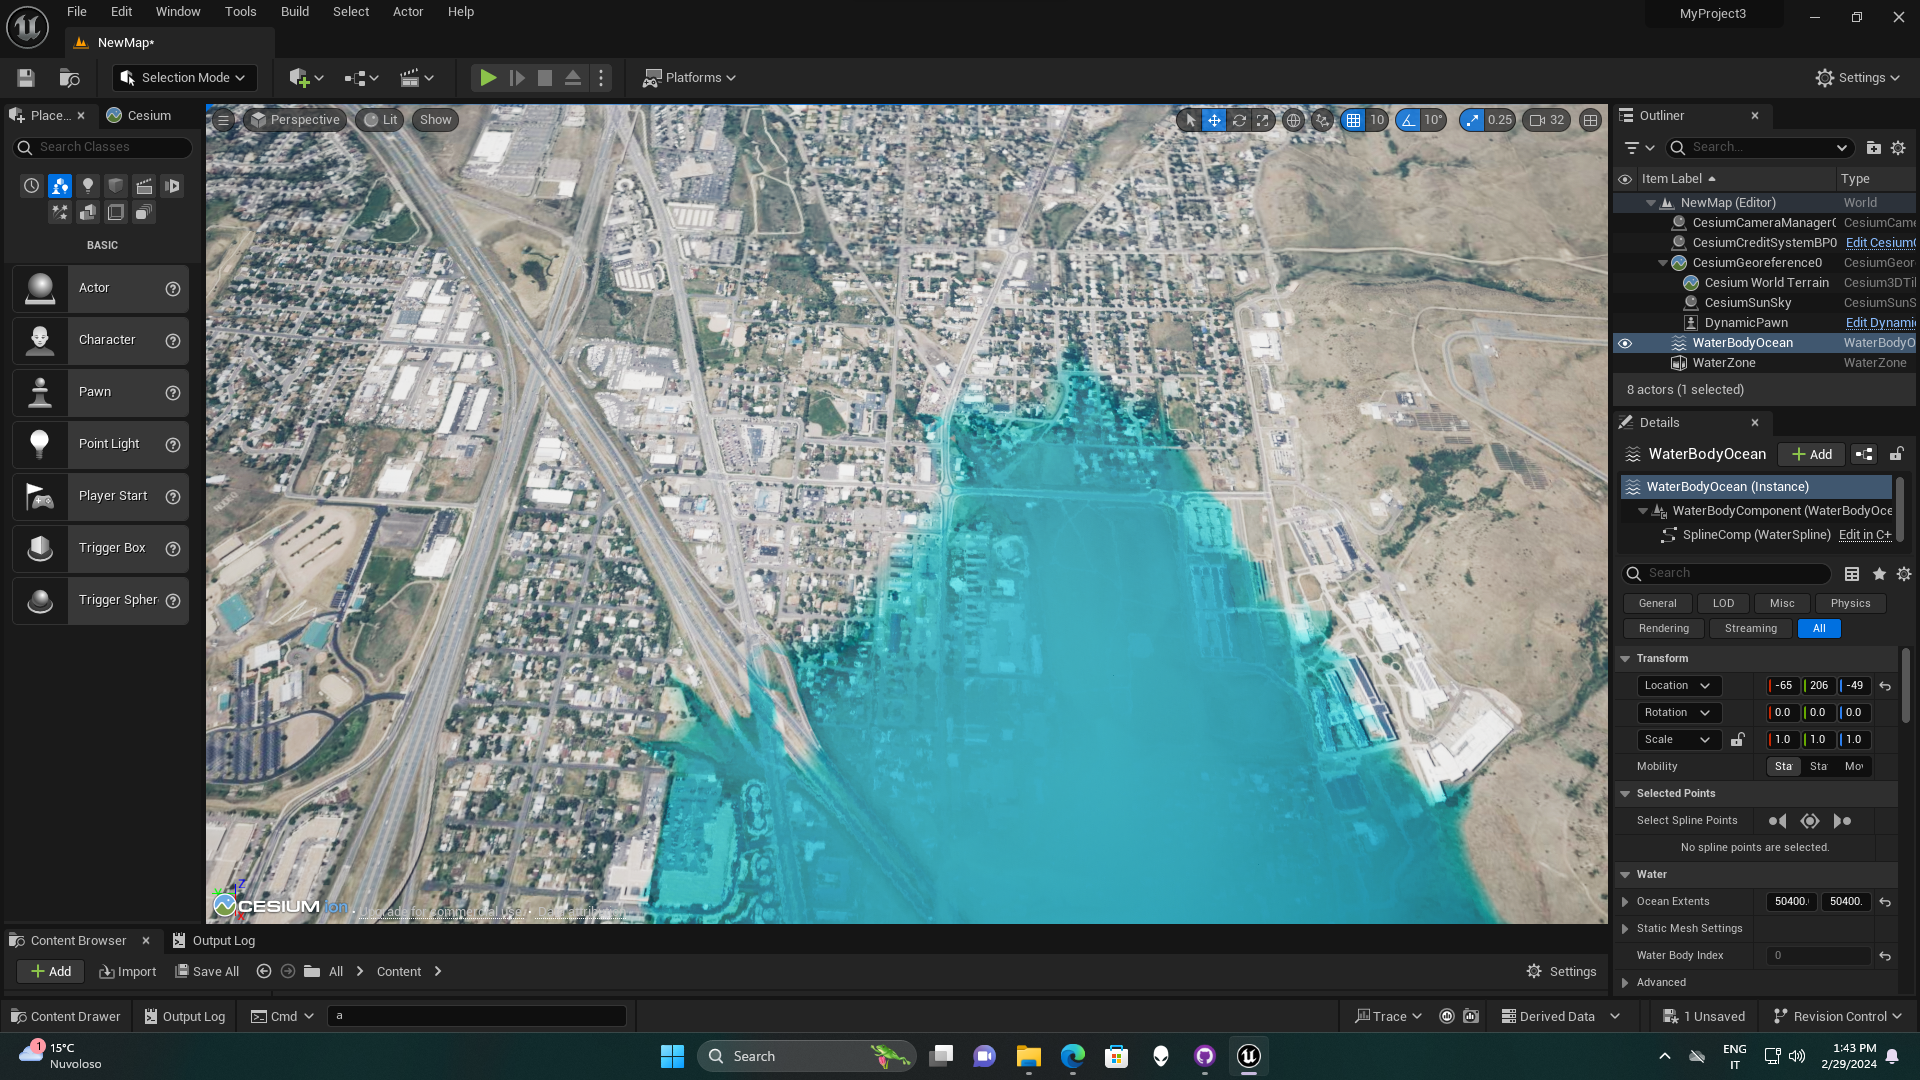 File Edit Window Tools Build Select Actor Help
MyProject3
NewMap*
Selection Mode
Platforms
Settings
Place...
Cesium
Search Classes
BASIC
Actor
Character
Pawn
Point Light
Player Start
Trigger Box
Trigger Spher
Perspective
Lit
Show
10
10°
0.25
32
CESIUM ion
Upgrade for commercial use
Outliner
Search...
Item Label Type
NewMap (Editor) World
CesiumCameraManager( CesiumCame
CesiumCreditSystemBP0 Edit Cesium(
CesiumGeoreference0 CesiumGeor
Cesium World Terrain Cesium3DTil
CesiumSunSky CesiumSunS
DynamicPawn Edit Dynamic
WaterBodyOcean WaterBodyO
WaterZone WaterZone
8 actors (1 selected)
Details
WaterBodyOcean
Add
WaterBodyOcean (Instance)
WaterBodyComponent (WaterBodyOce
SplineComp (WaterSpline) Edit in C+
Search
General LOD Misc Physics
Rendering Streaming All
Transform
Location -65 206 -49
Rotation 0.0 0.0 0.0
Scale 1.0 1.0 1.0
Mobility Sta Sta Mov
Selected Points
Select Spline Points
No spline points are selected.
Water
Ocean Extents 50400. 50400.
Static Mesh Settings
Water Body Index 0
Advanced
Content Browser
Output Log
Add
Import
Save All
All
Content
Settings
Content Drawer
Output Log
Cmd
a
Trace
Derived Data
1 Unsaved
Revision Control
1
15°C
Nuvoloso
Search
ENG
IT
1:43 PM
2/29/2024